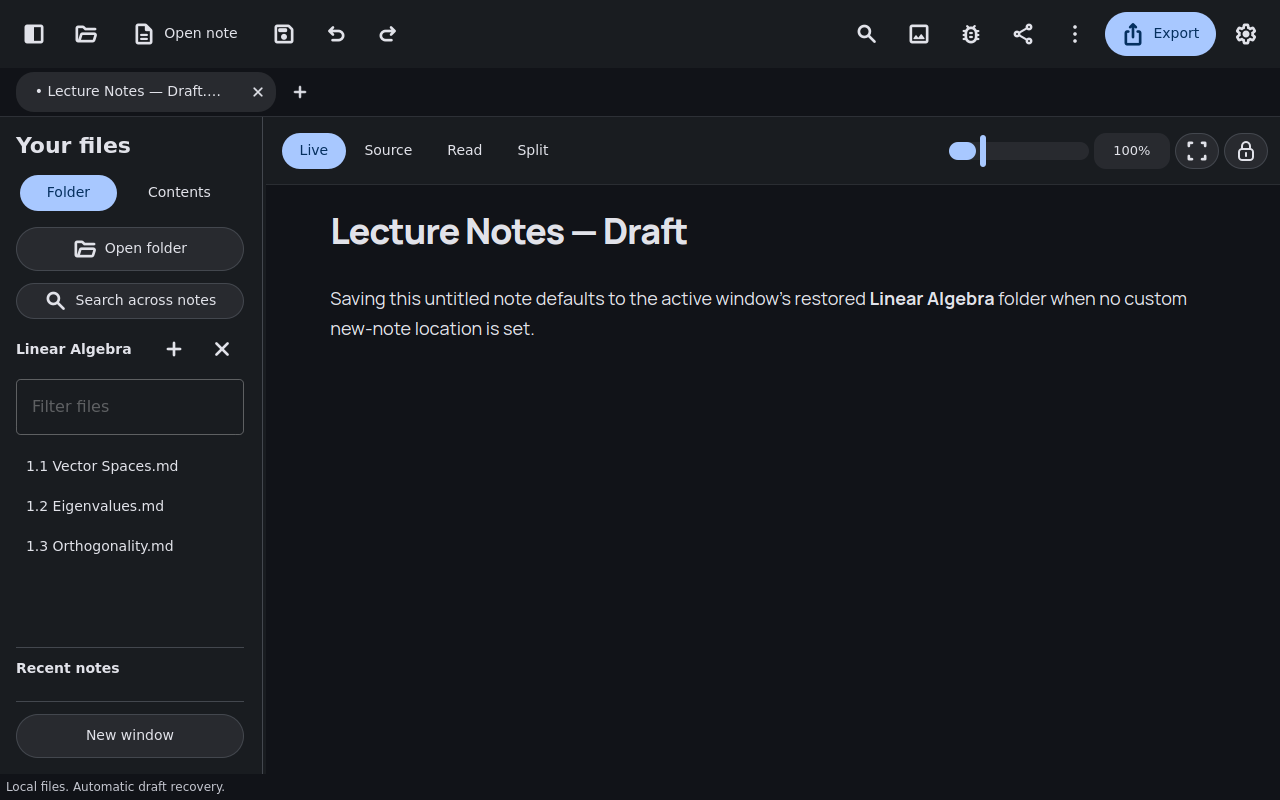 Open note
Export
• Lecture Notes — Draft....
Your files
Folder
Contents
Open folder
Search across notes
Linear Algebra
Filter files
1.1 Vector Spaces.md
1.2 Eigenvalues.md
1.3 Orthogonality.md
Recent notes
New window
Live
Source
Read
Split
100%
Lecture Notes — Draft
Saving this untitled note defaults to the active window’s restored Linear Algebra folder when no custom
new-note location is set.
Local files. Automatic draft recovery.